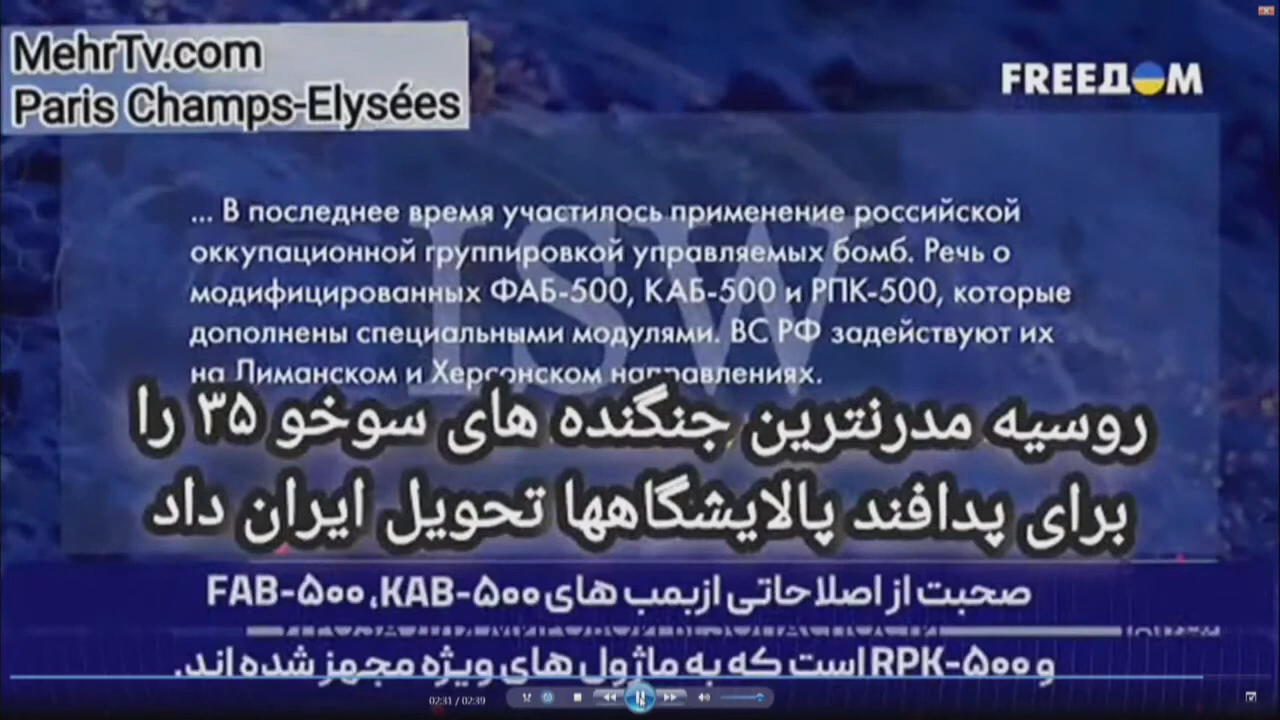 MehrTv.com
Paris Champs-Elysées
FREEДOM
... В последнее время участилось применение российской
оккупационной группировкой управляемых бомб. Речь о
модифицированных ФАБ-500, КАБ-500 и РПК-500, которые
дополнены специальными модулями. ВС РФ задействуют их
на Лиманском и Херсонском направлениях.
ISW
روسیه مدرنترین جنگنده های سوخو ۳۵ را
برای پدافند پالایشگاهها تحویل ایران داد
صحبت از اصلاحاتی ازبمب های FAB-۵۰۰، KAB-۵۰۰
و RPK-۵۰۰ است که به ماژول های ویژه مجهز شده اند.
02:31 / 02:39